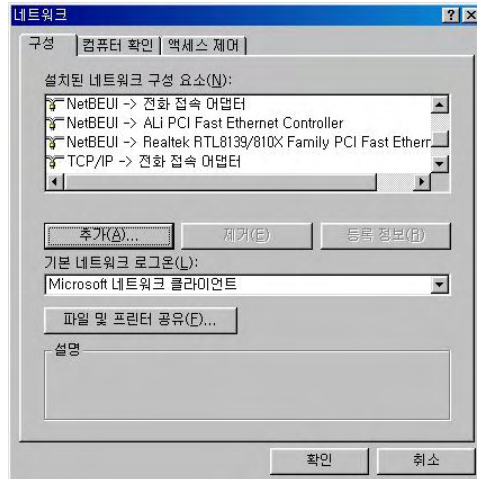 네트워크
구성 컴퓨터 확인 액세스 제어
설치된 네트워크 구성 요소(N):
NetBEUI -> 전화 접속 어댑터
NetBEUI -> ALi PCI Fast Ethernet Controller
NetBEUI -> Realtek RTL8139/810X Family PCI Fast Ethern
TCP/IP -> 전화 접속 어댑터
추가(A)... 제거(E) 등록 정보(R)
기본 네트워크 로그온(L):
Microsoft 네트워크 클라이언트
파일 및 프린터 공유(F)...
설명
확인 취소